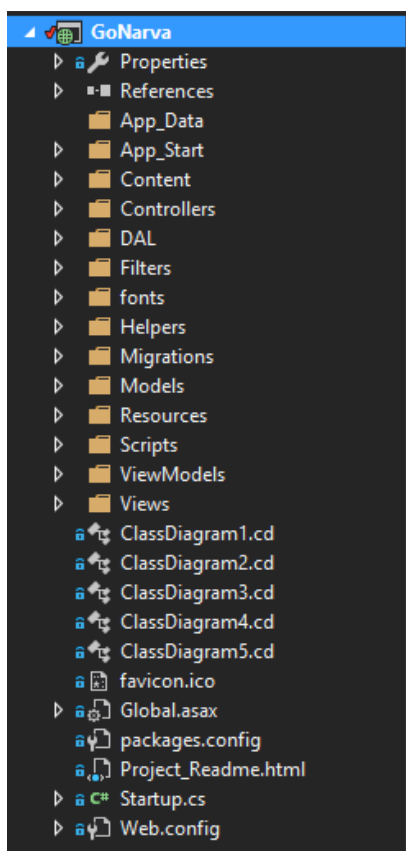 GoNarva
Properties
References
App_Data
App_Start
Content
Controllers
DAL
Filters
fonts
Helpers
Migrations
Models
Resources
Scripts
ViewModels
Views
ClassDiagram1.cd
ClassDiagram2.cd
ClassDiagram3.cd
ClassDiagram4.cd
ClassDiagram5.cd
favicon.ico
Global.asax
packages.config
Project_Readme.html
C# Startup.cs
Web.config